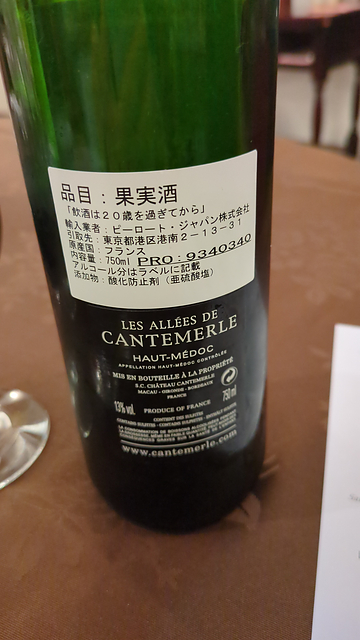 品目：果実酒
「飲酒は２０歳を過ぎてから」
輸入業者：ピーロート・ジャパン株式会社
引取先：東京都港区港南２－１３－３１
原産国：フランス
内容量：750ml PRO：9340340
アルコール分はラベルに記載
添加物：酸化防止剤（亜硫酸塩）
LES ALLÉES DE
CANTEMERLE
HAUT-MÉDOC
APPELLATION HAUT-MÉDOC CONTRÔLÉE
MIS EN BOUTEILLE À LA PROPRIÉTÉ
S.C. CHÂTEAU CANTEMERLE
MACAU - GIRONDE - BORDEAUX
FRANCE
13% vol. PRODUCE OF FRANCE 750 ml
CONTIENT DES SULFITES
www.cantemerle.com